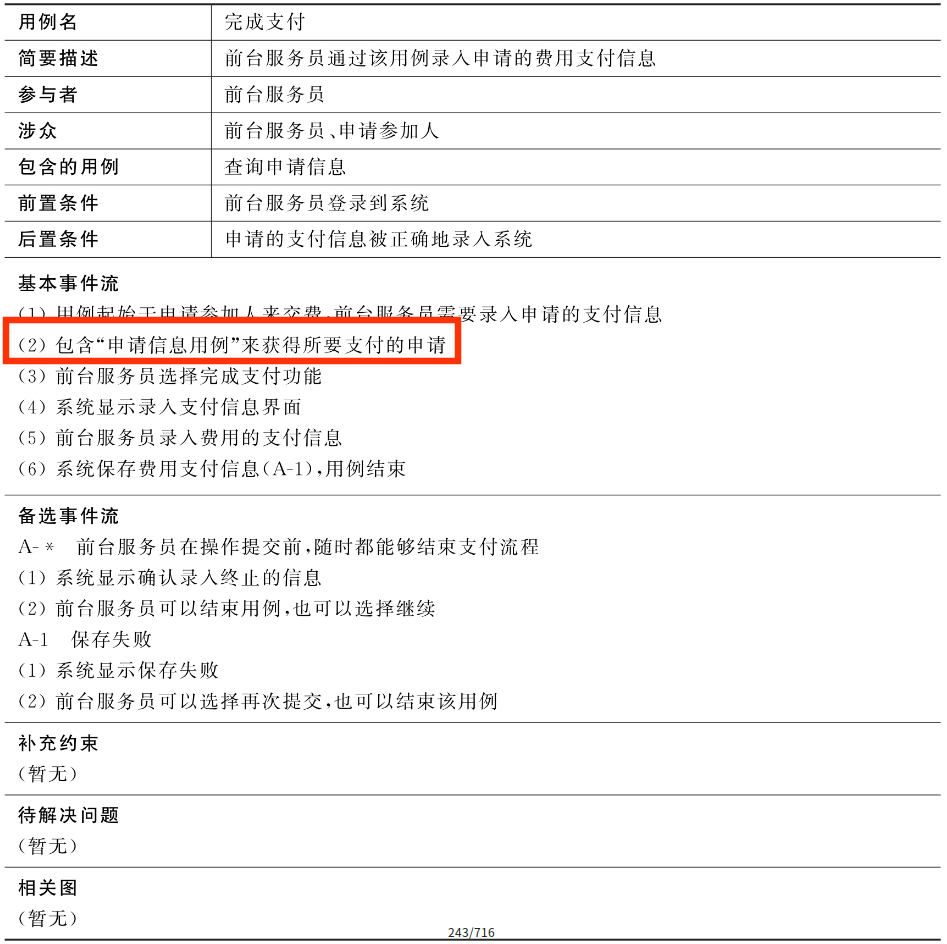 用例名 完成支付
简要描述 前台服务员通过该用例录入申请的费用支付信息
参与者 前台服务员
涉众 前台服务员、申请参加人
包含的用例 查询申请信息
前置条件 前台服务员登录到系统
后置条件 申请的支付信息被正确地录入系统
基本事件流
(1) 用例起始于申请参加人来交费,前台服务员需要录入申请的支付信息
(2) 包含“申请信息用例”来获得所要支付的申请
(3) 前台服务员选择完成支付功能
(4) 系统显示录入支付信息界面
(5) 前台服务员录入费用的支付信息
(6) 系统保存费用支付信息(A-1),用例结束
备选事件流
A-* 前台服务员在操作提交前,随时都能够结束支付流程
(1) 系统显示确认录入终止的信息
(2) 前台服务员可以结束用例,也可以选择继续
A-1 保存失败
(1) 系统显示保存失败
(2) 前台服务员可以选择再次提交,也可以结束该用例
补充约束
(暂无)
待解决问题
(暂无)
相关图
(暂无)
243/716